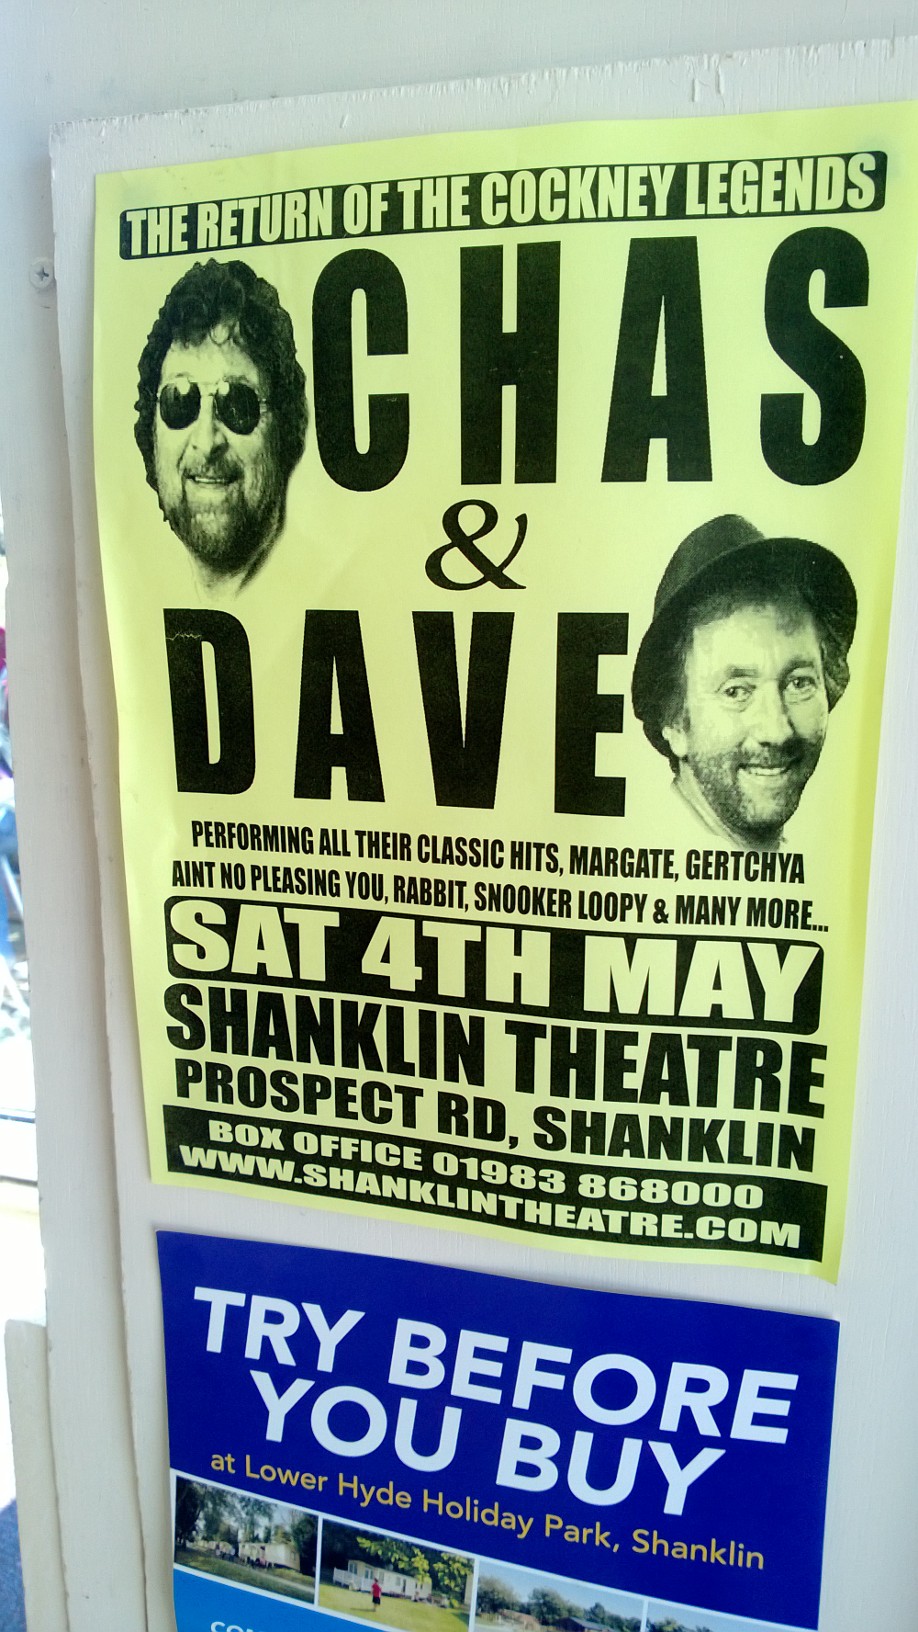 THE RETURN OF THE COCKNEY LEGENDS
CHAS
&
DAVE
PERFORMING ALL THEIR CLASSIC HITS, MARGATE, GERTCHYA
AINT NO PLEASING YOU, RABBIT, SNOOKER LOOPY & MANY MORE...
SAT 4TH MAY
SHANKLIN THEATRE
PROSPECT RD, SHANKLIN
BOX OFFICE 01983 868000
WWW.SHANKLINTHEATRE.COM
TRY BEFORE
YOU BUY
at Lower Hyde Holiday Park, Shanklin